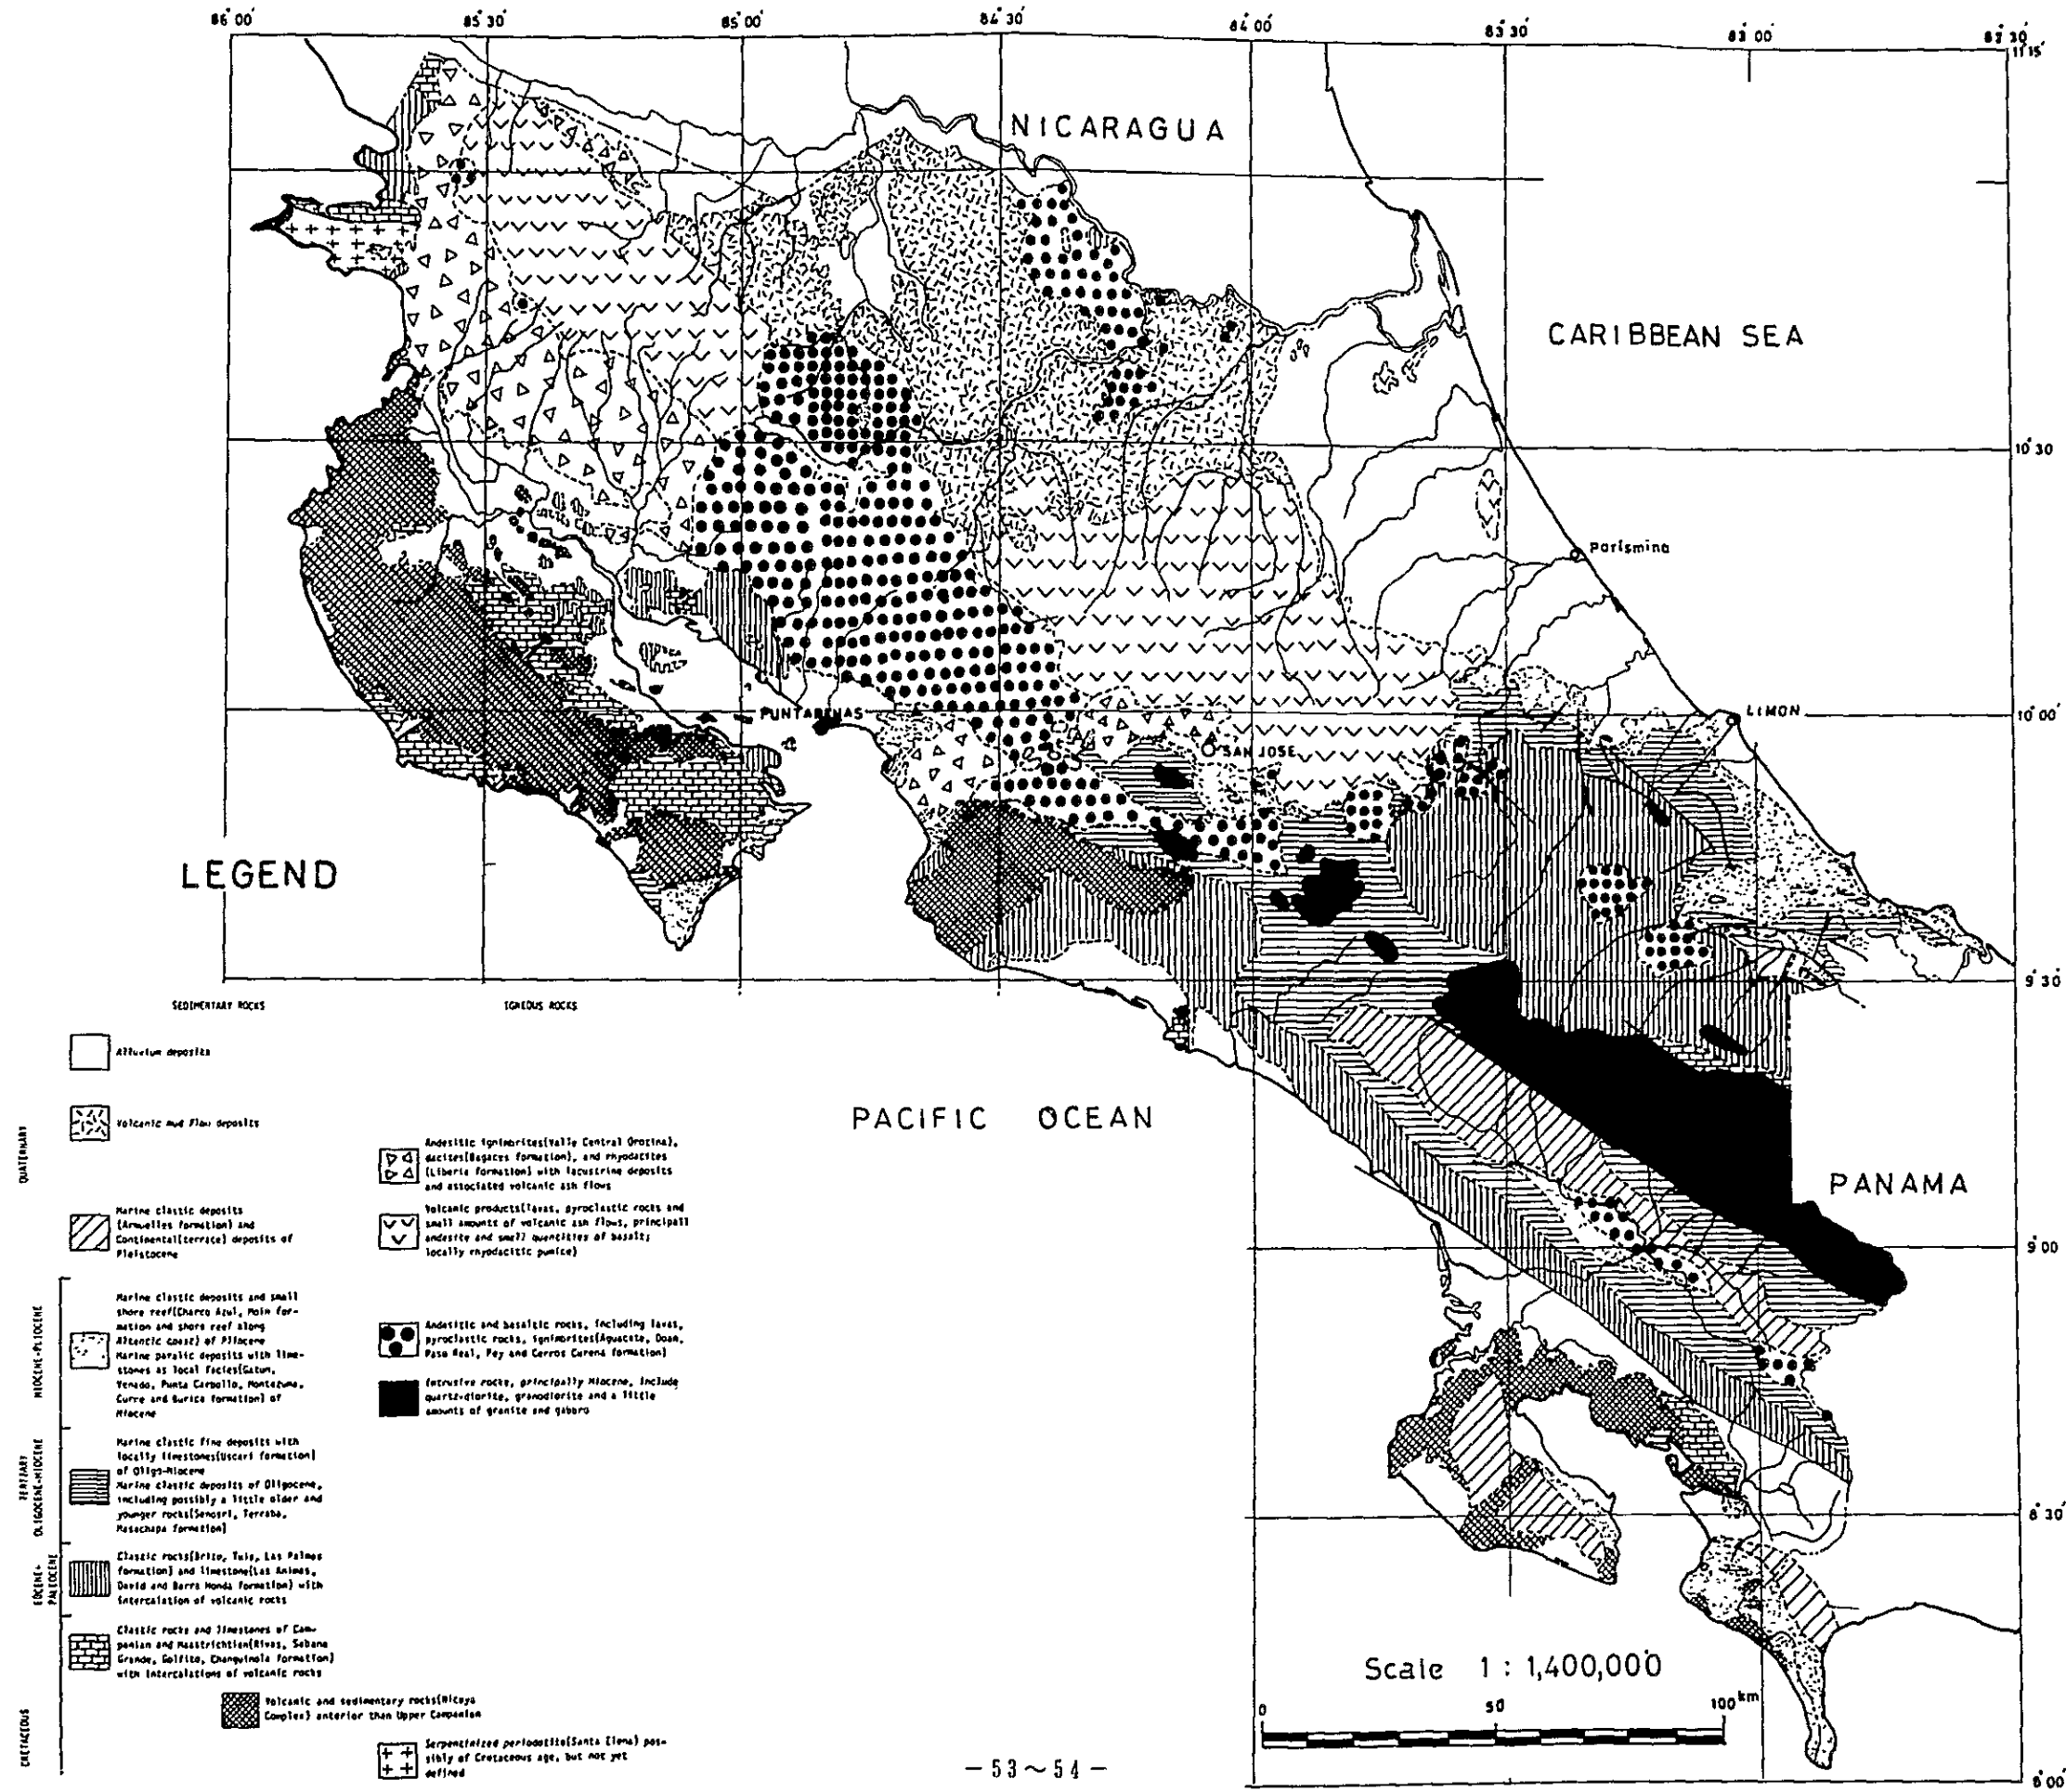 86°00′
85°30′
85°00′
84°30′
84°00′
83°30′
83°00′
82°30′
11°15′
NICARAGUA
CARIBBEAN SEA
10°30′
Parismina
PUNTARENAS
LIMON
10°00′
SAN JOSE
LEGEND
9°30′
SEDIMENTARY ROCKS
IGNEOUS ROCKS
PACIFIC OCEAN
PANAMA
9°00′
8°30′
8°00′
QUATERNARY
Alluvium deposits
Volcanic mud flow deposits
Marine clastic deposits
(Armuelles formation) and
Continental(terrace) deposits of
Pleistocene
Andesitic ignimbrites(Valle Central Orotina),
dacites(Bagaces formation), and rhyodacites
(Liberia formation) with lacustrine deposits
and associated volcanic ash flows
Volcanic products(lavas, pyroclastic rocks and
small amounts of volcanic ash flows, principall
andesite and small quantities of basalt;
locally rhyodacitic pumice)
TERTIARY
MIOCENE-PLIOCENE
Marine clastic deposits and small
shore reef(Charco Azul, Moin for-
mation and shore reef along
Atlantic coast) of Pliocene
Marine paralic deposits with lime-
stones as local facies(Gatun,
Venado, Punta Carballo, Montezuma,
Curre and Burica formation) of
Miocene
Andesitic and basaltic rocks, including lavas,
pyroclastic rocks, ignimbrites(Aguacate, Doan,
Paso Real, Pey and Cerros Curena formation)
Intrusive rocks, principally Miocene, include
quartz-diorite, granodiorite and a little
amounts of granite and gabbro
OLIGOCENE-MIOCENE
Marine clastic fine deposits with
locally limestones(Uscari formation)
of Oligo-Miocene
Marine clastic deposits of Oligocene,
including possibly a little older and
younger rocks(Senosri, Terraba,
Masachapa formation)
EOCENE-
PALEOCENE
Clastic rocks(Brito, Tuis, Las Palmas
formation) and limestone(Las Animas,
David and Barra Honda formation) with
intercalation of volcanic rocks
CRETACEOUS
Clastic rocks and limestones of Cam-
panian and Maastrichtian(Rivas, Sabana
Grande, Golfito, Changuinola formation)
with intercalations of volcanic rocks
Volcanic and sedimentary rocks(Nicoya
Complex) anterior than Upper Campanian
Serpentinized peridotite(Santa Elena) pos-
sibly of Cretaceous age, but not yet
defined
Scale 1 : 1,400,000
0 50 100 km
-53~54-